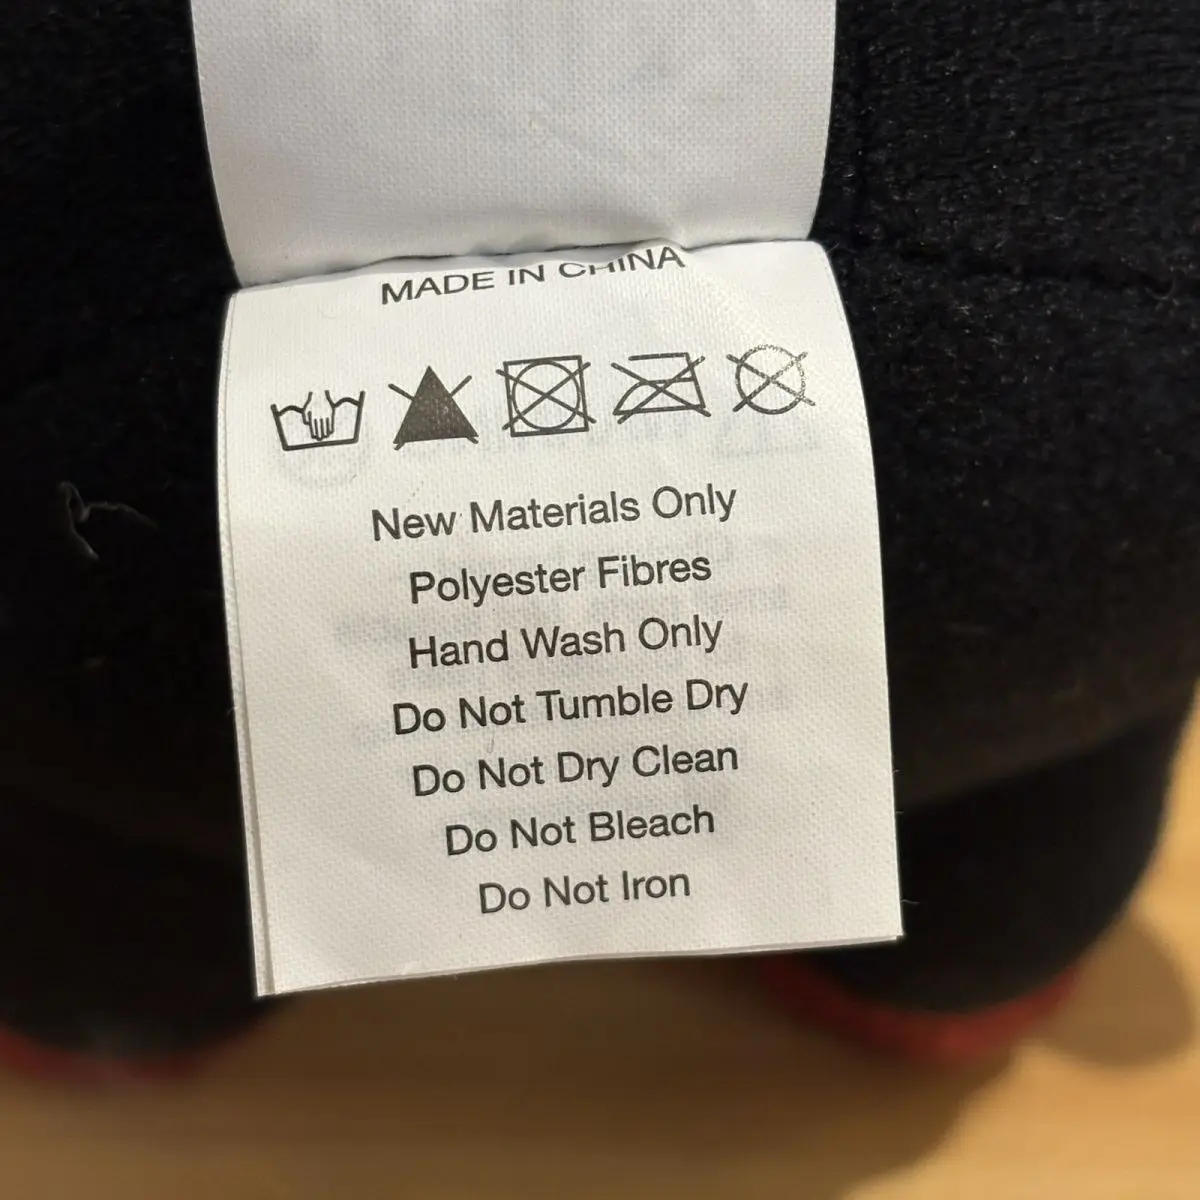 MADE IN CHINA
New Materials Only
Polyester Fibres
Hand Wash Only
Do Not Tumble Dry
Do Not Dry Clean
Do Not Bleach
Do Not Iron